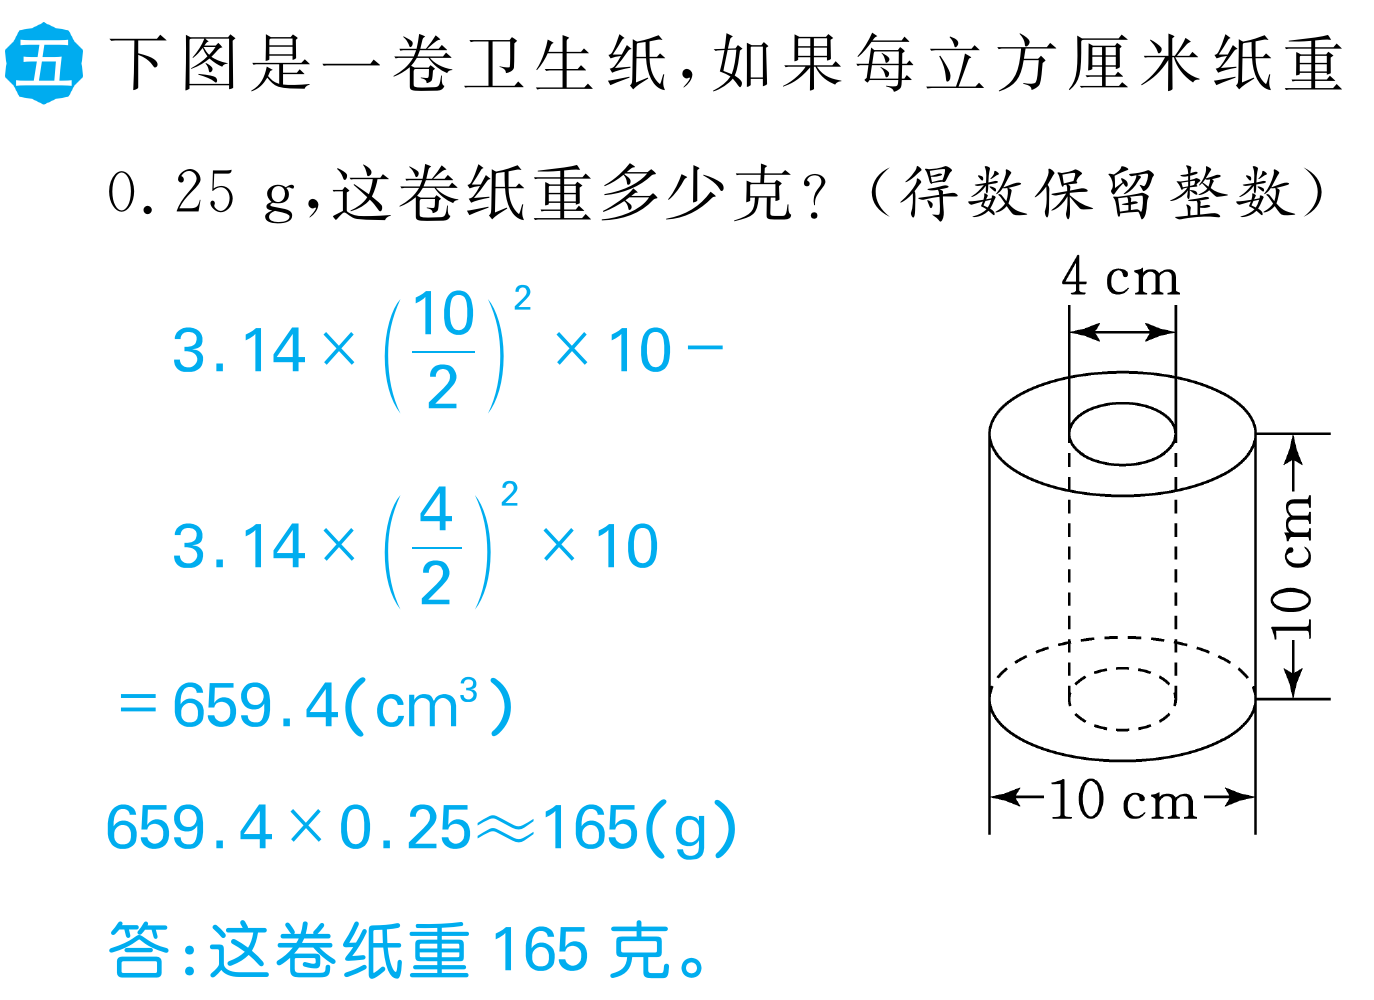 五 下图是一卷卫生纸,如果每立方厘米纸重
0.25 g,这卷纸重多少克?(得数保留整数)
3.14×(10/2)²×10-
3.14×(4/2)²×10
=659.4(cm³)
659.4×0.25≈165(g)
答:这卷纸重 165 克。
4 cm
10 cm
10 cm